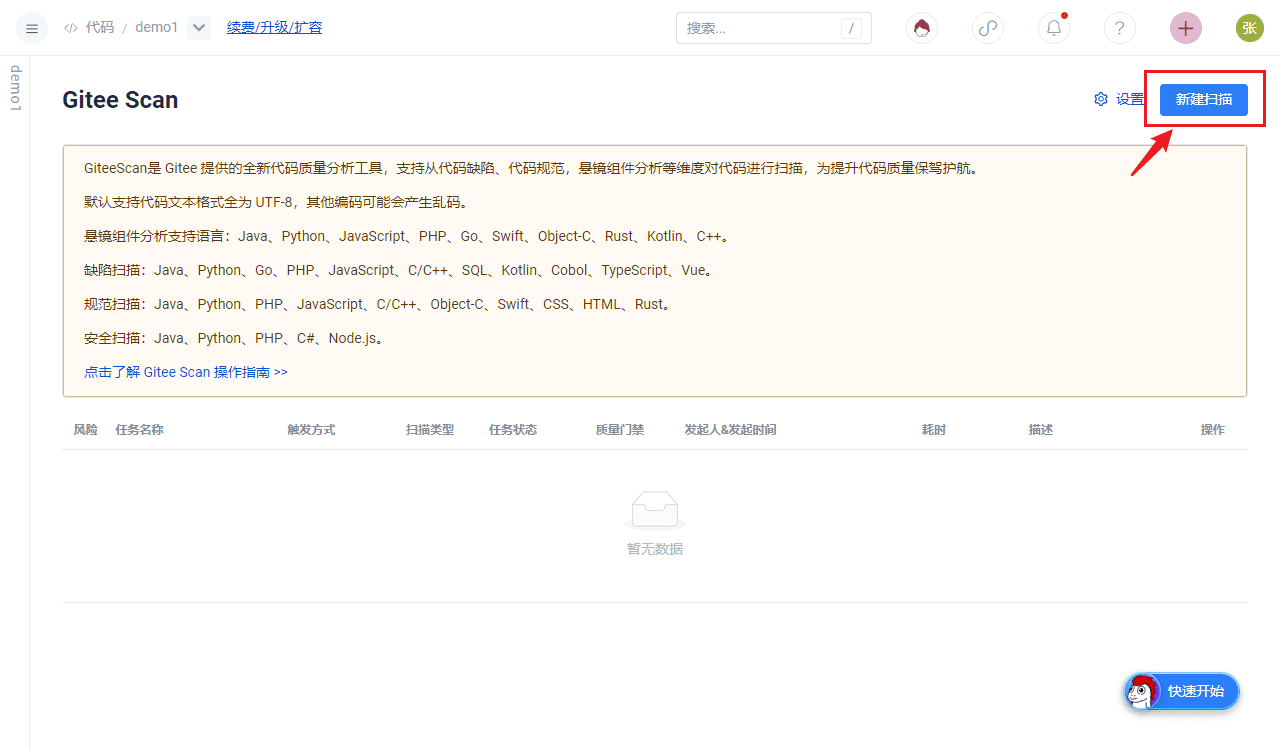 代码 / demo1 续费/升级/扩容 搜索... / ? 张
demo1
Gitee Scan 设置 新建扫描
GiteeScan是 Gitee 提供的全新代码质量分析工具，支持从代码缺陷、代码规范，悬镜组件分析等维度对代码进行扫描，为提升代码质量保驾护航。
默认支持代码文本格式全为 UTF-8，其他编码可能会产生乱码。
悬镜组件分析支持语言：Java、Python、JavaScript、PHP、Go、Swift、Object-C、Rust、Kotlin、C++。
缺陷扫描：Java、Python、Go、PHP、JavaScript、C/C++、SQL、Kotlin、Cobol、TypeScript、Vue。
规范扫描：Java、Python、PHP、JavaScript、C/C++、Object-C、Swift、CSS、HTML、Rust。
安全扫描：Java、Python、PHP、C#、Node.js。
点击了解 Gitee Scan 操作指南 >>
风险 任务名称 触发方式 扫描类型 任务状态 质量门禁 发起人&发起时间 耗时 描述 操作
暂无数据
快速开始